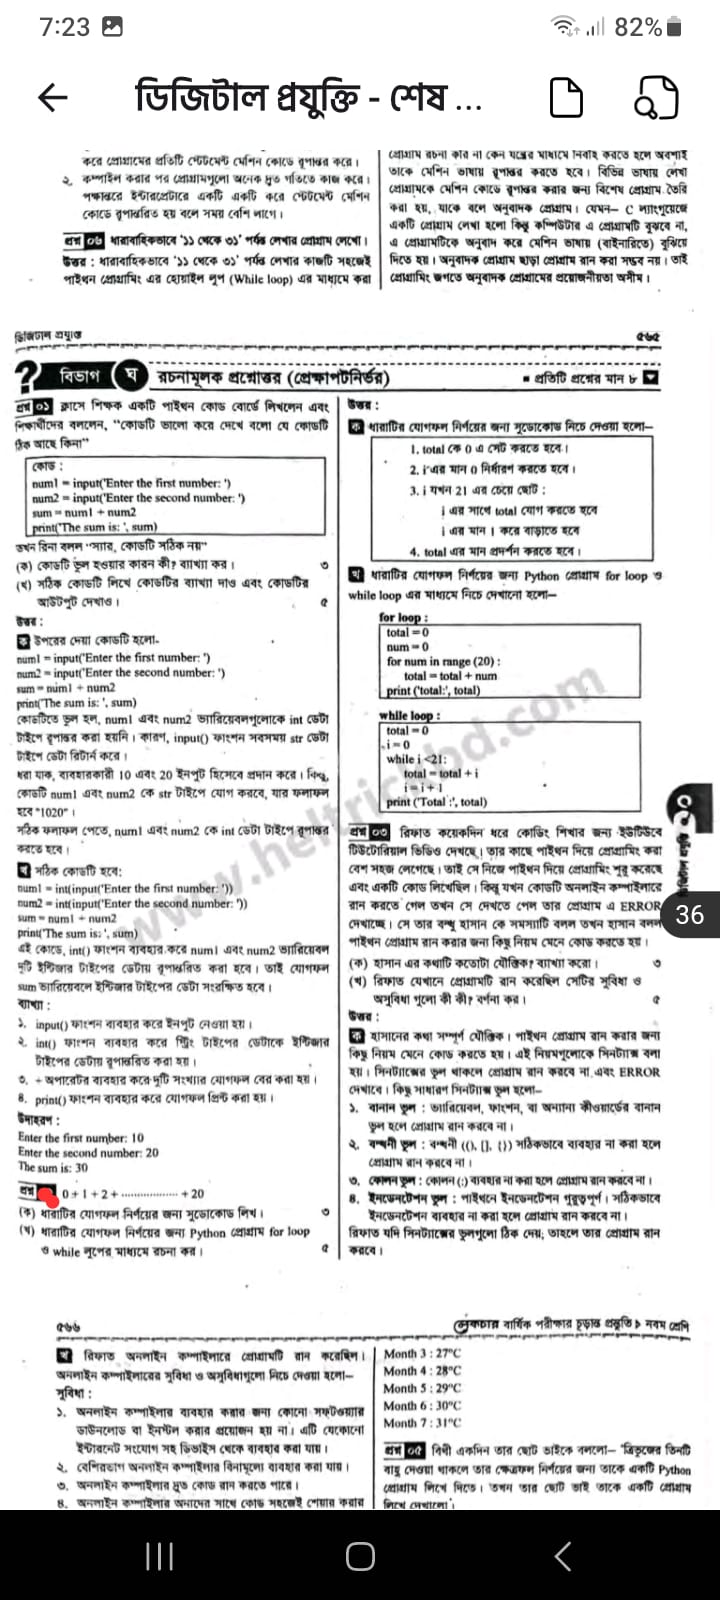 7:23
82%
ডিজিটাল প্রযুক্তি - শেষ ...
করে প্রোগ্রামের প্রতিটি স্টেটমেন্ট মেশিন কোডে রূপান্তর করে।
২. কম্পাইল করার পর প্রোগ্রামগুলো অনেক দ্রুত গতিতে কাজ করে।
পক্ষান্তরে ইন্টারপ্রেটারে একটি একটি করে স্টেটমেন্ট মেশিন
কোডে রূপান্তরিত হয় বলে সময় বেশি লাগে।
প্রশ্ন ০৬ ধারাবাহিকভাবে '১১ থেকে ৩১' পর্যন্ত লেখার প্রোগ্রাম লেখো।
উত্তর : ধারাবাহিকভাবে '১১ থেকে ৩১' পর্যন্ত লেখার কাজটি সহজেই
পাইথন প্রোগ্রামিং এর হোয়াইল লুপ (While loop) এর মাধ্যমে করা
প্রোগ্রাম রচনা করি না কেন যন্ত্রের মাধ্যমে নির্বাহ করতে হলে অবশ্যই
তাকে মেশিন ভাষায় রূপান্তর করতে হবে। বিভিন্ন ভাষায় লেখা
প্রোগ্রামকে মেশিন কোডে রূপান্তর করার জন্য বিশেষ প্রোগ্রাম তৈরি
করা হয়, যাকে বলে অনুবাদক প্রোগ্রাম। যেমন- C ল্যাংগুয়েজে
একটি প্রোগ্রাম লেখা হলো কিন্তু কম্পিউটার এ প্রোগ্রামটি বুঝবে না,
এ প্রোগ্রামটিকে অনুবাদ করে মেশিন ভাষায় (বাইনারিতে) বুঝিয়ে
দিতে হয়। অনুবাদক প্রোগ্রাম ছাড়া প্রোগ্রাম রান করা সম্ভব নয়। তাই
প্রোগ্রামিং জগতে অনুবাদক প্রোগ্রামের প্রয়োজনীয়তা অসীম।
ডিজিটাল প্রযুক্তি
৫৬৫
? বিভাগ ঘ রচনামূলক প্রশ্নোত্তর (প্রেক্ষাপটনির্ভর)
■ প্রতিটি প্রশ্নের মান ৮
প্রশ্ন ০১ ক্লাসে শিক্ষক একটি পাইথন কোড বোর্ডে লিখলেন এবং
শিক্ষার্থীদের বললেন, "কোডটি ভালো করে দেখে বলো যে কোডটি
ঠিক আছে কিনা"
কোড :
num1 = input('Enter the first number: ')
num2 = input('Enter the second number: ')
sum = num1 + num2
print('The sum is: ', sum)
তখন রিনা বলল "স্যার, কোডটি সঠিক নয়"
(ক) কোডটি ভুল হওয়ার কারন কী? ব্যাখ্যা কর। ৩
(খ) সঠিক কোডটি লিখে কোডটির ব্যাখ্যা দাও এবং কোডটির
আউটপুট দেখাও। ৫
উত্তর :
ক উপরের দেয়া কোডটি হলো-
num1 = input('Enter the first number: ')
num2 = input('Enter the second number: ')
sum = num1 + num2
print('The sum is: ', sum)
কোডটিতে ভুল হল, num1 এবং num2 ভ্যারিয়েবলগুলোকে int ডেটা
টাইপে রূপান্তর করা হয়নি। কারণ, input() ফাংশন সবসময় str ডেটা
টাইপে ডেটা রিটার্ন করে।
ধরা যাক, ব্যবহারকারী 10 এবং 20 ইনপুট হিসেবে প্রদান করে। কিন্তু,
কোডটি num1 এবং num2 কে str টাইপে যোগ করবে, যার ফলাফল
হবে "1020"।
সঠিক ফলাফল পেতে, num1 এবং num2 কে int ডেটা টাইপে রূপান্তর
করতে হবে।
খ সঠিক কোডটি হবে:
num1 = int(input('Enter the first number: '))
num2 = int(input('Enter the second number: '))
sum = num1 + num2
print('The sum is: ', sum)
এই কোডে, int() ফাংশন ব্যবহার করে num1 এবং num2 ভ্যারিয়েবল
দুটি ইন্টিজার টাইপের ডেটায় রূপান্তরিত করা হবে। তাই যোগফল
sum ভ্যারিয়েবলে ইন্টিজার টাইপের ডেটা সংরক্ষিত হবে।
ব্যাখ্যা :
১. input() ফাংশন ব্যবহার করে ইনপুট নেওয়া হয়।
২. int() ফাংশন ব্যবহার করে স্ট্রিং টাইপের ডেটাকে ইন্টিজার
টাইপের ডেটায় রূপান্তরিত করা হয়।
৩. + অপারেটর ব্যবহার করে দুটি সংখ্যার যোগফল বের করা হয়।
৪. print() ফাংশন ব্যবহার করে যোগফল প্রিন্ট করা হয়।
উদাহরণ :
Enter the first number: 10
Enter the second number: 20
The sum is: 30
প্রশ্ন 0 + 1 + 2 + .................... + 20
(ক) ধারাটির যোগফল নির্ণয়ের জন্য সুডোকোড লিখ। ৩
(খ) ধারাটির যোগফল নির্ণয়ের জন্য Python প্রোগ্রাম for loop
ও while লুপের মাধ্যমে রচনা কর। ৫
উত্তর :
ক ধারাটির যোগফল নির্ণয়ের জন্য সুডোকোড নিচে দেওয়া হলো—
1. total কে 0 এ সেট করতে হবে।
2. i'এর মান 0 নির্ধারণ করতে হবে।
3. i যখন 21 এর চেয়ে ছোট :
i এর সাথে total যোগ করতে হবে
i এর মান 1 করে বাড়াতে হবে
4. total এর মান প্রদর্শন করতে হবে।
খ ধারাটির যোগফল নির্ণয়ের জন্য Python প্রোগ্রাম for loop ও
while loop এর মাধ্যমে নিচে দেখানো হলো—
for loop :
total = 0
num = 0
for num in range (20) :
total = total + num
print ('total:', total)
while loop :
total = 0
i = 0
while i <21:
total = total + i
i = i + 1
print ('Total :', total)
প্রশ্ন ০৩ রিফাত কয়েকদিন ধরে কোডিং শিখার জন্য ইউটিউবে
টিউটোরিয়াল ভিডিও দেখছে। তার কাছে পাইথন দিয়ে প্রোগ্রামিং করা
বেশ সহজ লেগেছে। তাই সে নিজে পাইথন দিয়ে প্রোগ্রামিং শুরু করেছে
এবং একটি কোড লিখেছিল। কিন্তু যখন কোডটি অনলাইন কম্পাইলারে
রান করতে গেল তখন সে দেখতে পেল তার প্রোগ্রাম এ ERROR
দেখাচ্ছে। সে তার বন্ধু হাসান কে সমস্যাটি বলল তখন হাসান বলল
পাইথন প্রোগ্রাম রান করার জন্য কিছু নিয়ম মেনে কোড করতে হয়।
(ক) হাসান এর কথাটি কতোটা যৌক্তিক? ব্যাখ্যা করো। ৩
(খ) রিফাত যেখানে প্রোগ্রামটি রান করেছিল সেটির সুবিধা ও
অসুবিধা গুলো কী কী? বর্ণনা কর। ৫
উত্তর :
ক হাসানের কথা সম্পূর্ণ যৌক্তিক। পাইথন প্রোগ্রাম রান করার জন্য
কিছু নিয়ম মেনে কোড করতে হয়। এই নিয়মগুলোকে সিনট্যাক্স বলা
হয়। সিনট্যাক্সের ভুল থাকলে প্রোগ্রাম রান করবে না এবং ERROR
দেখাবে। কিছু সাধারণ সিনট্যাক্স ভুল হলো—
১. বানান ভুল : ভ্যারিয়েবল, ফাংশন, বা অন্যান্য কীওয়ার্ডের বানান
ভুল হলে প্রোগ্রাম রান করবে না।
২. বন্ধনী ভুল : বন্ধনী ((), [], {}) সঠিকভাবে ব্যবহার না করা হলে
প্রোগ্রাম রান করবে না।
৩. কোলন ভুল : কোলন (:) ব্যবহার না করা হলে প্রোগ্রাম রান করবে না।
৪. ইনডেনটেশন ভুল : পাইথনে ইনডেনটেশন গুরুত্বপূর্ণ। সঠিকভাবে
ইনডেনটেশন ব্যবহার না করা হলে প্রোগ্রাম রান করবে না।
রিফাত যদি সিনট্যাক্সের ভুলগুলো ঠিক দেয়, তাহলে তার প্রোগ্রাম রান
করবে।
ডিজিটাল প্রযুক্তি
36
www.heltrickbd.com
৫৬৬
লেকচার বার্ষিক পরীক্ষার চূড়ান্ত প্রস্তুতি ▶ নবম শ্রেণি
খ রিফাত অনলাইন কম্পাইলারে প্রোগ্রামটি রান করেছিল।
অনলাইন কম্পাইলারের সুবিধা ও অসুবিধাগুলো নিচে দেওয়া হলো—
সুবিধা :
১. অনলাইন কম্পাইলার ব্যবহার করার জন্য কোনো সফটওয়্যার
ডাউনলোড বা ইনস্টল করার প্রয়োজন হয় না। এটি যেকোনো
ইন্টারনেট সংযোগ সহ ডিভাইস থেকে ব্যবহার করা যায়।
২. বেশিরভাগ অনলাইন কম্পাইলার বিনামূল্যে ব্যবহার করা যায়।
৩. অনলাইন কম্পাইলার দ্রুত কোড রান করতে পারে।
৪. অনলাইন কম্পাইলার অন্যদের সাথে কোড সহজেই শেয়ার করার
Month 3 : 27°C
Month 4 : 28°C
Month 5 : 29°C
Month 6 : 30°C
Month 7 : 31°C
প্রশ্ন ০৫ বিথী একদিন তার ছোট ভাইকে বললো— 'ত্রিভুজের তিনটি
বাহু দেওয়া থাকলে তার ক্ষেত্রফল নির্ণয়ের জন্য তাকে একটি Python
প্রোগ্রাম লিখে দিতে। তখন তার ছোট ভাই তাকে একটি প্রোগ্রাম
লিখে দেখালো'।